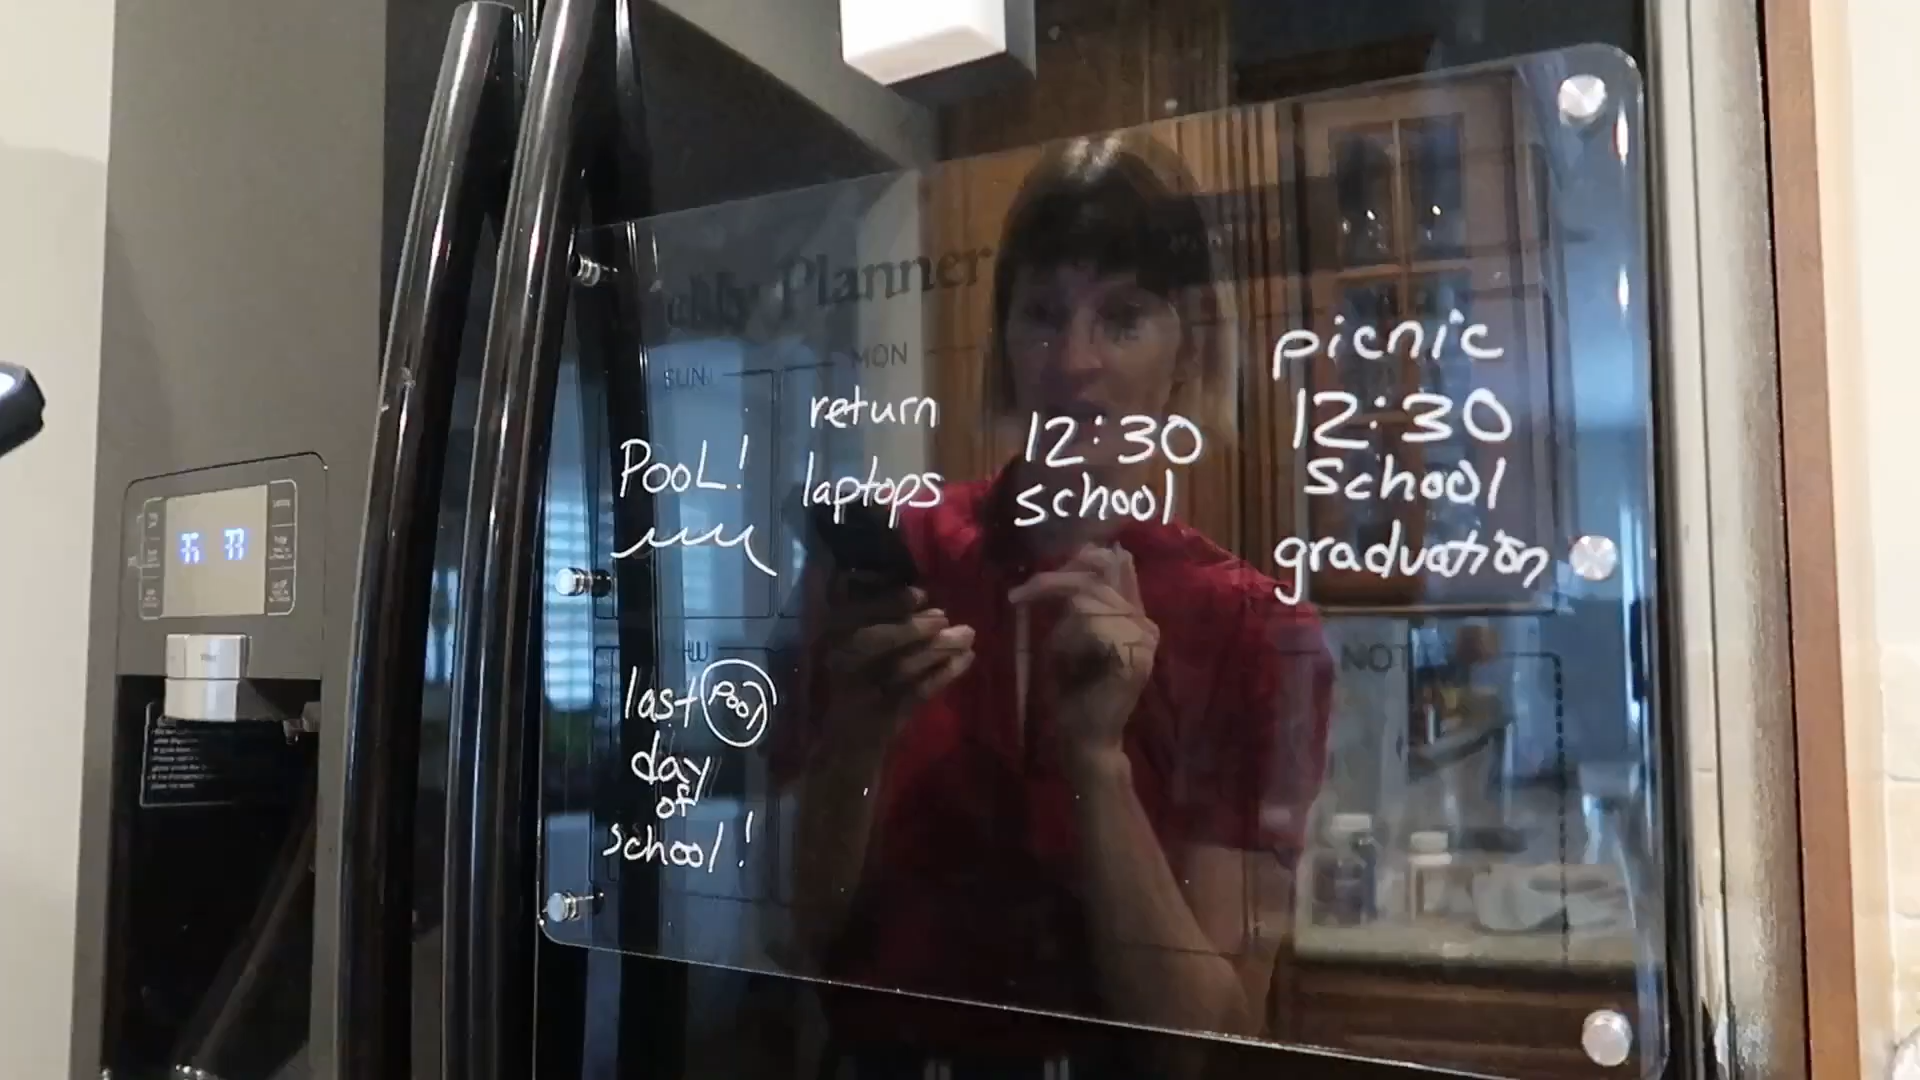 Planner
SUN
MON
POOL!
return
laptops
12:30
school
picnic
12:30
School
graduation
last
Pool
day
of
school!